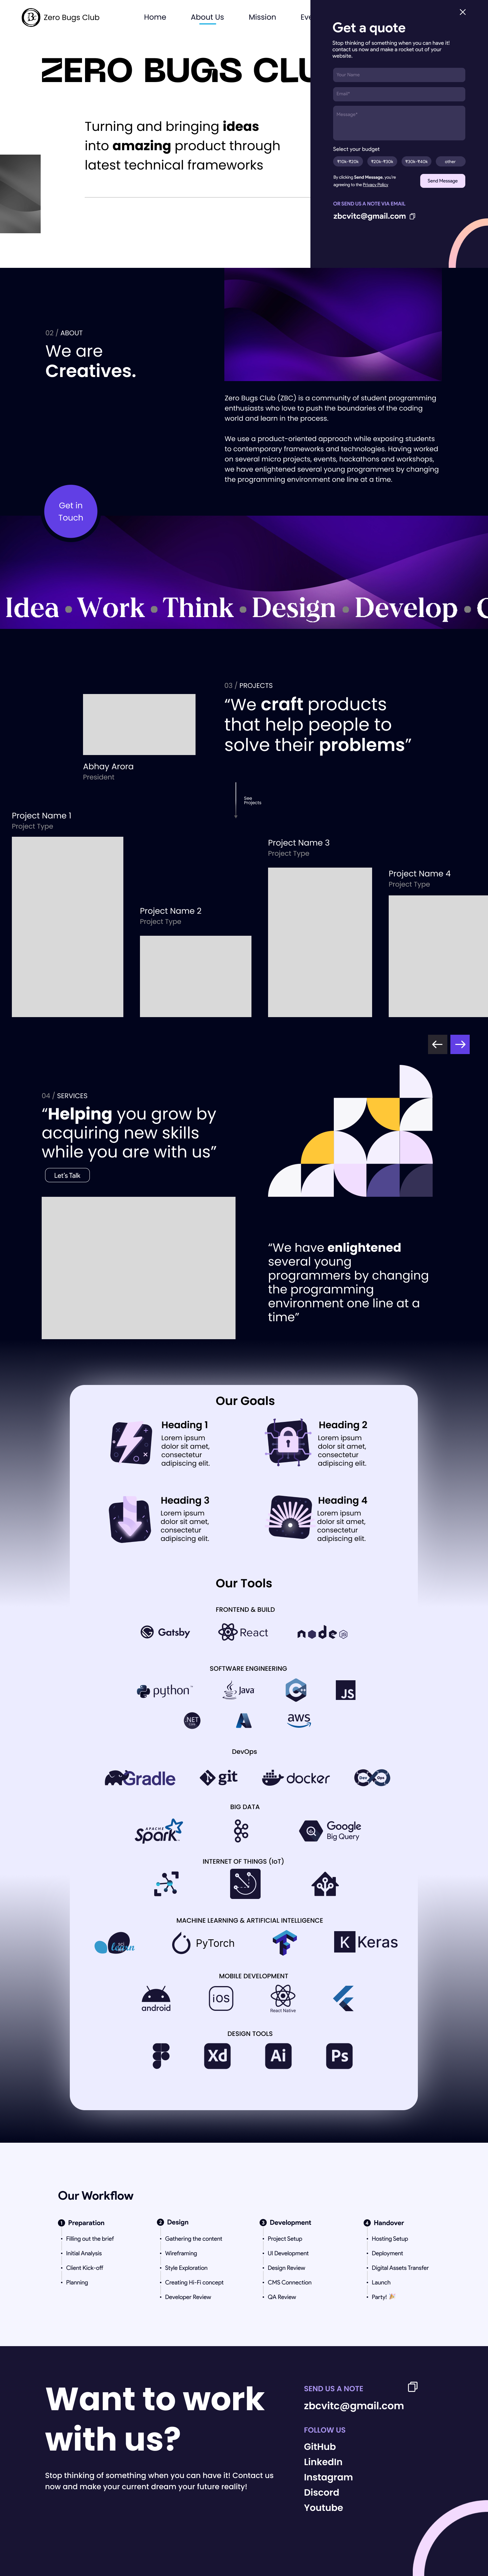 Zero Bugs Club
Home
About Us
Mission
ZERO BUGS
Turning and bringing ideas
into amazing product through
latest technical frameworks
Get a quote
Stop thinking of something when you can have it!
contact us now and make a rocket out of your
website.
Your Name
Email*
Message*
Select your budget
₹10k-₹20k
₹20k-₹30k
₹30k-₹40k
other
By clicking Send Message, you're
agreeing to the Privacy Policy
Send Message
OR SEND US A NOTE VIA EMAIL
zbcvitc@gmail.com
02 / ABOUT
We are
Creatives.
Zero Bugs Club (ZBC) is a community of student programming
enthusiasts who love to push the boundaries of the coding
world and learn in the process.
We use a product-oriented approach while exposing students
to contemporary frameworks and technologies. Having worked
on several micro projects, events, hackathons and workshops,
we have enlightened several young programmers by changing
the programming environment one line at a time.
Get in
Touch
Idea • Work • Think • Design • Develop •
03 / PROJECTS
“We craft products
that help people to
solve their problems”
Abhay Arora
President
See
Projects
Project Name 1
Project Type
Project Name 2
Project Type
Project Name 3
Project Type
Project Name 4
Project Type
04 / SERVICES
“Helping you grow by
acquiring new skills
while you are with us”
Let's Talk
“We have enlightened
several young
programmers by changing
the programming
environment one line at a
time”
Our Goals
Heading 1
Lorem ipsum
dolor sit amet,
consectetur
adipiscing elit.
Heading 2
Lorem ipsum
dolor sit amet,
consectetur
adipiscing elit.
Heading 3
Lorem ipsum
dolor sit amet,
consectetur
adipiscing elit.
Heading 4
Lorem ipsum
dolor sit amet,
consectetur
adipiscing elit.
Our Tools
FRONTEND & BUILD
Gatsby
React
node JS
SOFTWARE ENGINEERING
python™
Java
C++
JS
.NET
aws
DevOps
Gradle
git
docker
Dev Ops
BIG DATA
APACHE
Spark
Google
Big Query
INTERNET OF THINGS (IoT)
MACHINE LEARNING & ARTIFICIAL INTELLIGENCE
learn
PyTorch
K Keras
MOBILE DEVELOPMENT
android
iOS
React Native
DESIGN TOOLS
Xd
Ai
Ps
Our Workflow
1 Preparation
• Filling out the brief
• Initial Analysis
• Client Kick-off
• Planning
2 Design
• Gathering the content
• Wireframing
• Style Exploration
• Creating Hi-Fi concept
• Developer Review
3 Development
• Project Setup
• UI Development
• Design Review
• CMS Connection
• QA Review
4 Handover
• Hosting Setup
• Deployment
• Digital Assets Transfer
• Launch
• Party! 🎉
Want to work
with us?
Stop thinking of something when you can have it! Contact us
now and make your current dream your future reality!
SEND US A NOTE
zbcvitc@gmail.com
FOLLOW US
GitHub
LinkedIn
Instagram
Discord
Youtube